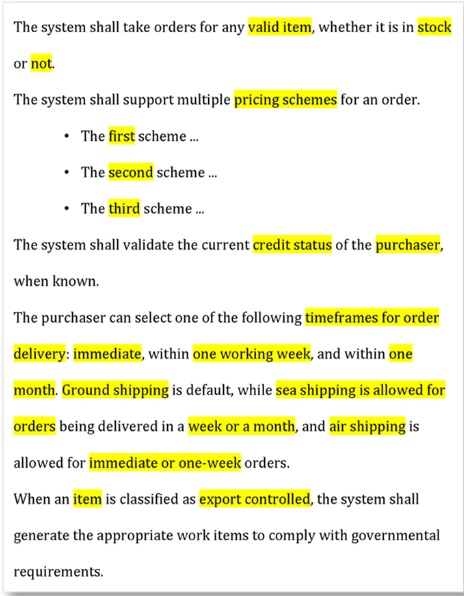 The system shall take orders for any valid item, whether it is in stock
or not.
The system shall support multiple pricing schemes for an order.
• The first scheme ...
• The second scheme ...
• The third scheme ...
The system shall validate the current credit status of the purchaser,
when known.
The purchaser can select one of the following timeframes for order
delivery: immediate, within one working week, and within one
month. Ground shipping is default, while sea shipping is allowed for
orders being delivered in a week or a month, and air shipping is
allowed for immediate or one-week orders.
When an item is classified as export controlled, the system shall
generate the appropriate work items to comply with governmental
requirements.